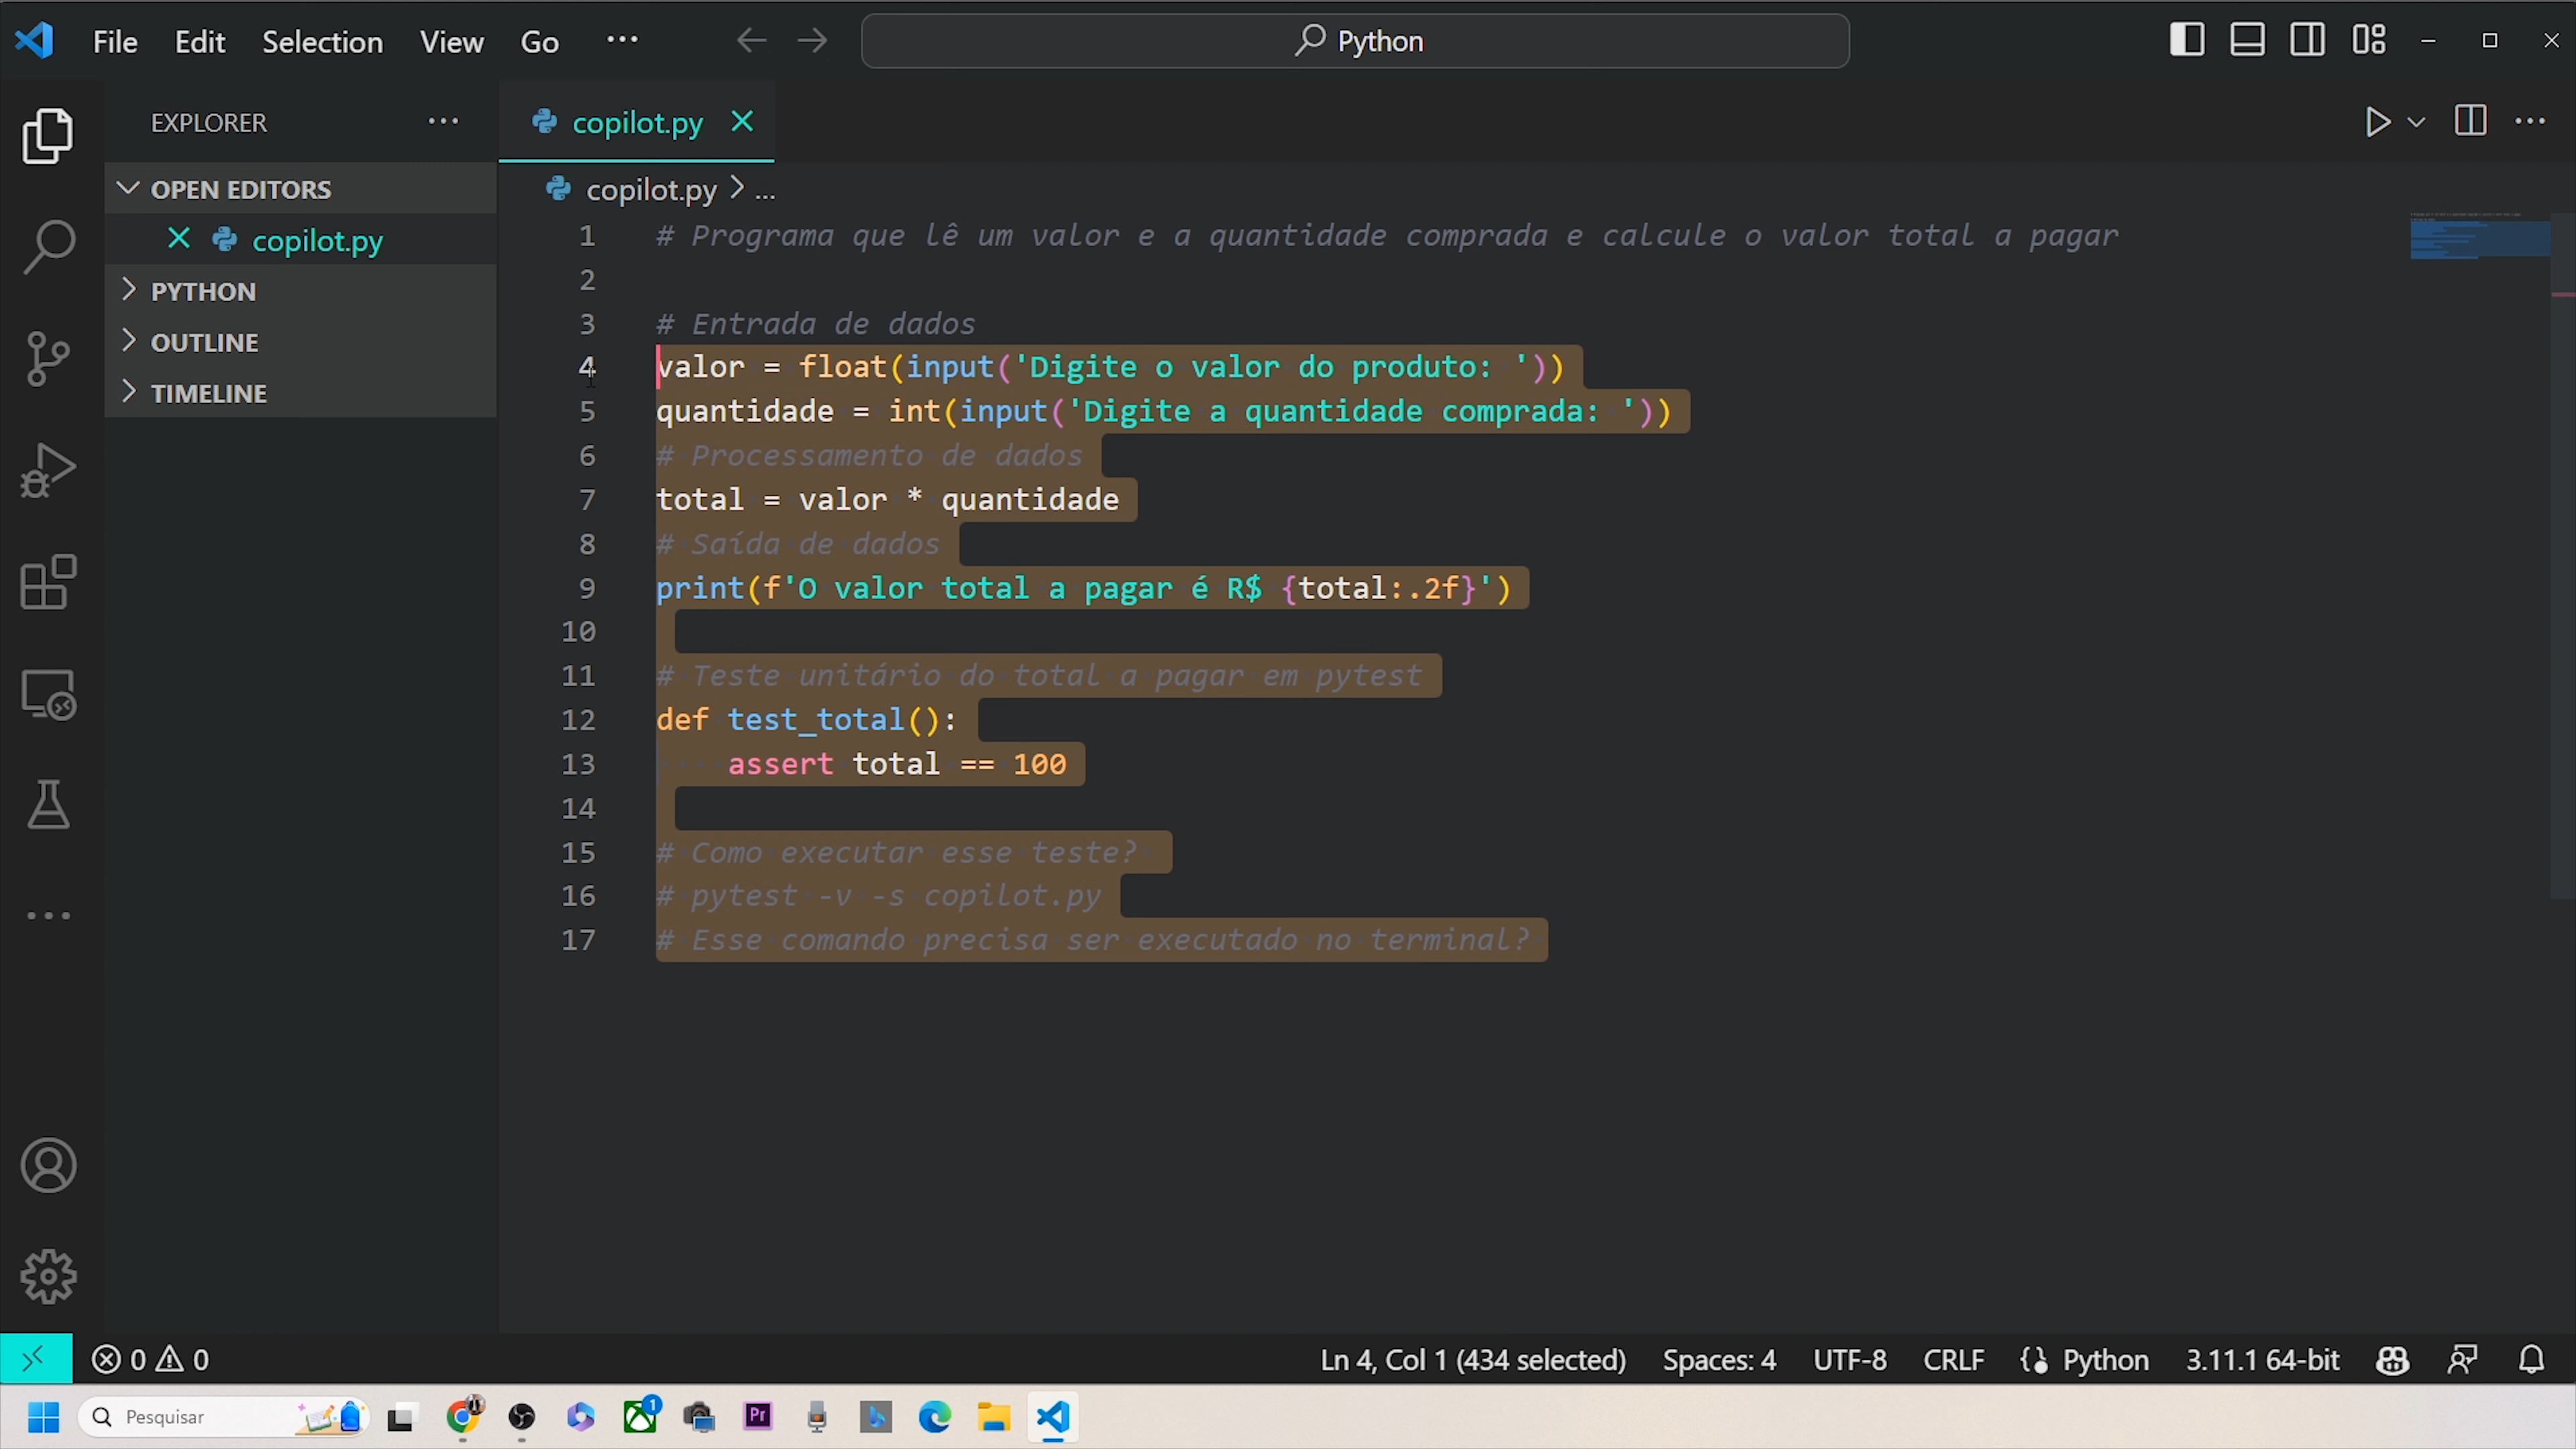 File Edit Selection View Go ··· Python
EXPLORER ···
copilot.py
OPEN EDITORS
copilot.py
PYTHON
OUTLINE
TIMELINE
copilot.py > ...
1 # Programa que lê um valor e a quantidade comprada e calcule o valor total a pagar
2
3 # Entrada de dados
4 valor = float(input('Digite o valor do produto: '))
5 quantidade = int(input('Digite a quantidade comprada: '))
6 # Processamento de dados
7 total = valor * quantidade
8 # Saída de dados
9 print(f'O valor total a pagar é R$ {total:.2f}')
10
11 # Teste unitário do total a pagar em pytest
12 def test_total():
13     assert total == 100
14
15 # Como executar esse teste?
16 # pytest -v -s copilot.py
17 # Esse comando precisa ser executado no terminal?
0 0 Ln 4, Col 1 (434 selected) Spaces: 4 UTF-8 CRLF Python 3.11.1 64-bit
Pesquisar 1 Pr